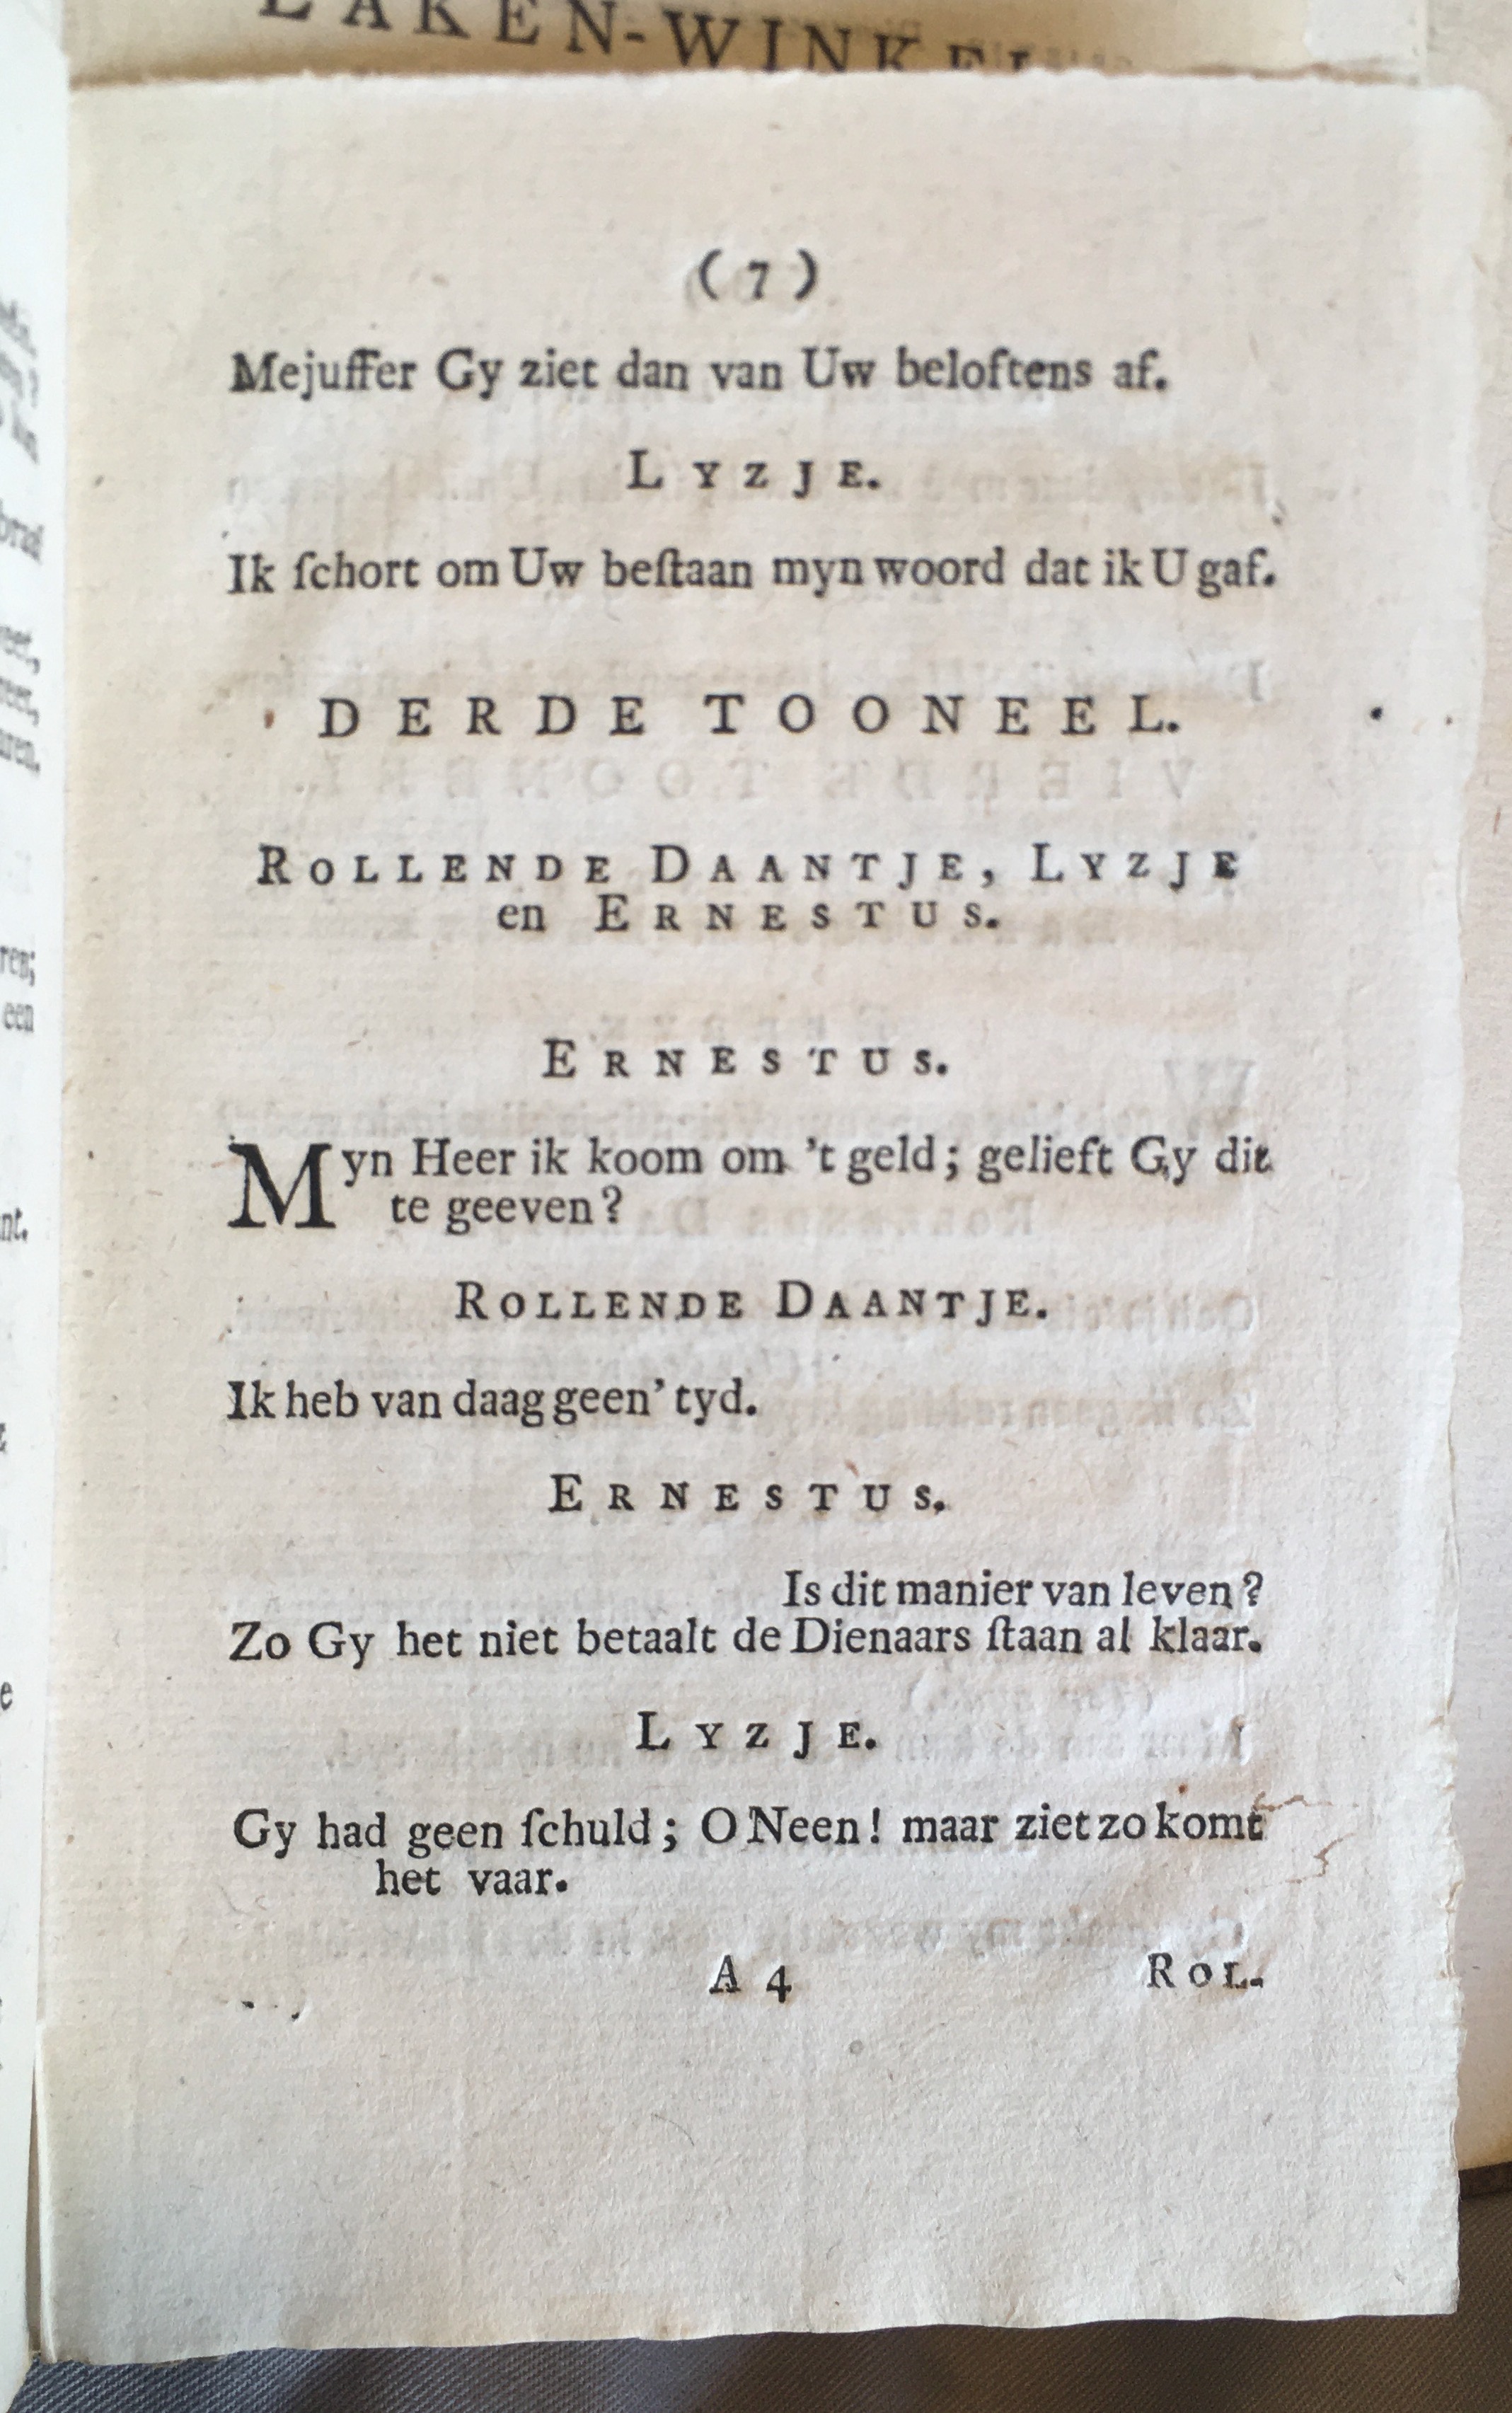 LAKEN-WINKEL
( 7 )
Mejuffer Gy ziet dan van Uw beloftens af.
LYZJE.
Ik ſchort om Uw beſtaan myn woord dat ik U gaf.
DERDE TOONEEL.
ROLLENDE DAANTJE, LYZJE
en ERNESTUS.
ERNESTUS.
Myn Heer ik koom om 't geld; gelieft Gy dit
te geeven?
ROLLENDE DAANTJE.
Ik heb van daag geen' tyd.
ERNESTUS.
Is dit manier van leven?
Zo Gy het niet betaalt de Dienaars ſtaan al klaar.
LYZJE.
Gy had geen ſchuld; O Neen! maar ziet zo komt
het vaar.
A 4 ROL-